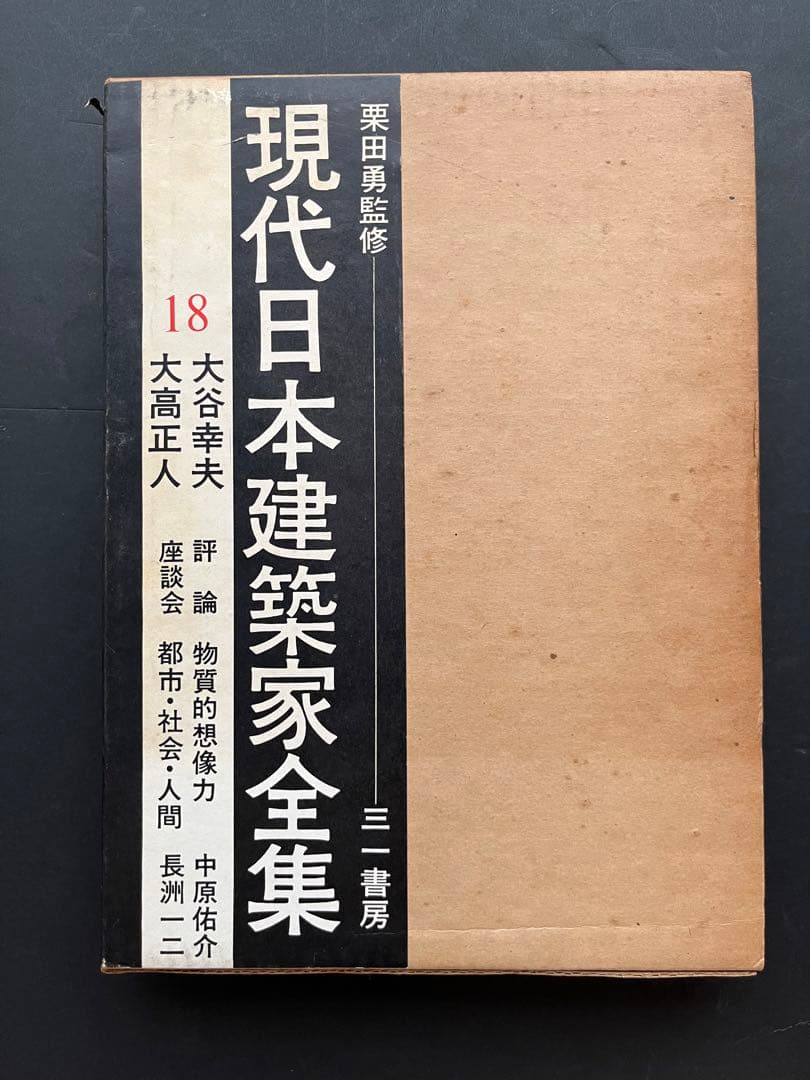 栗田勇監修
三一書房
現代日本建築家全集
18
大谷幸夫
大高正人
評論 物質的想像力 中原佑介
座談会 都市・社会・人間 長洲一二